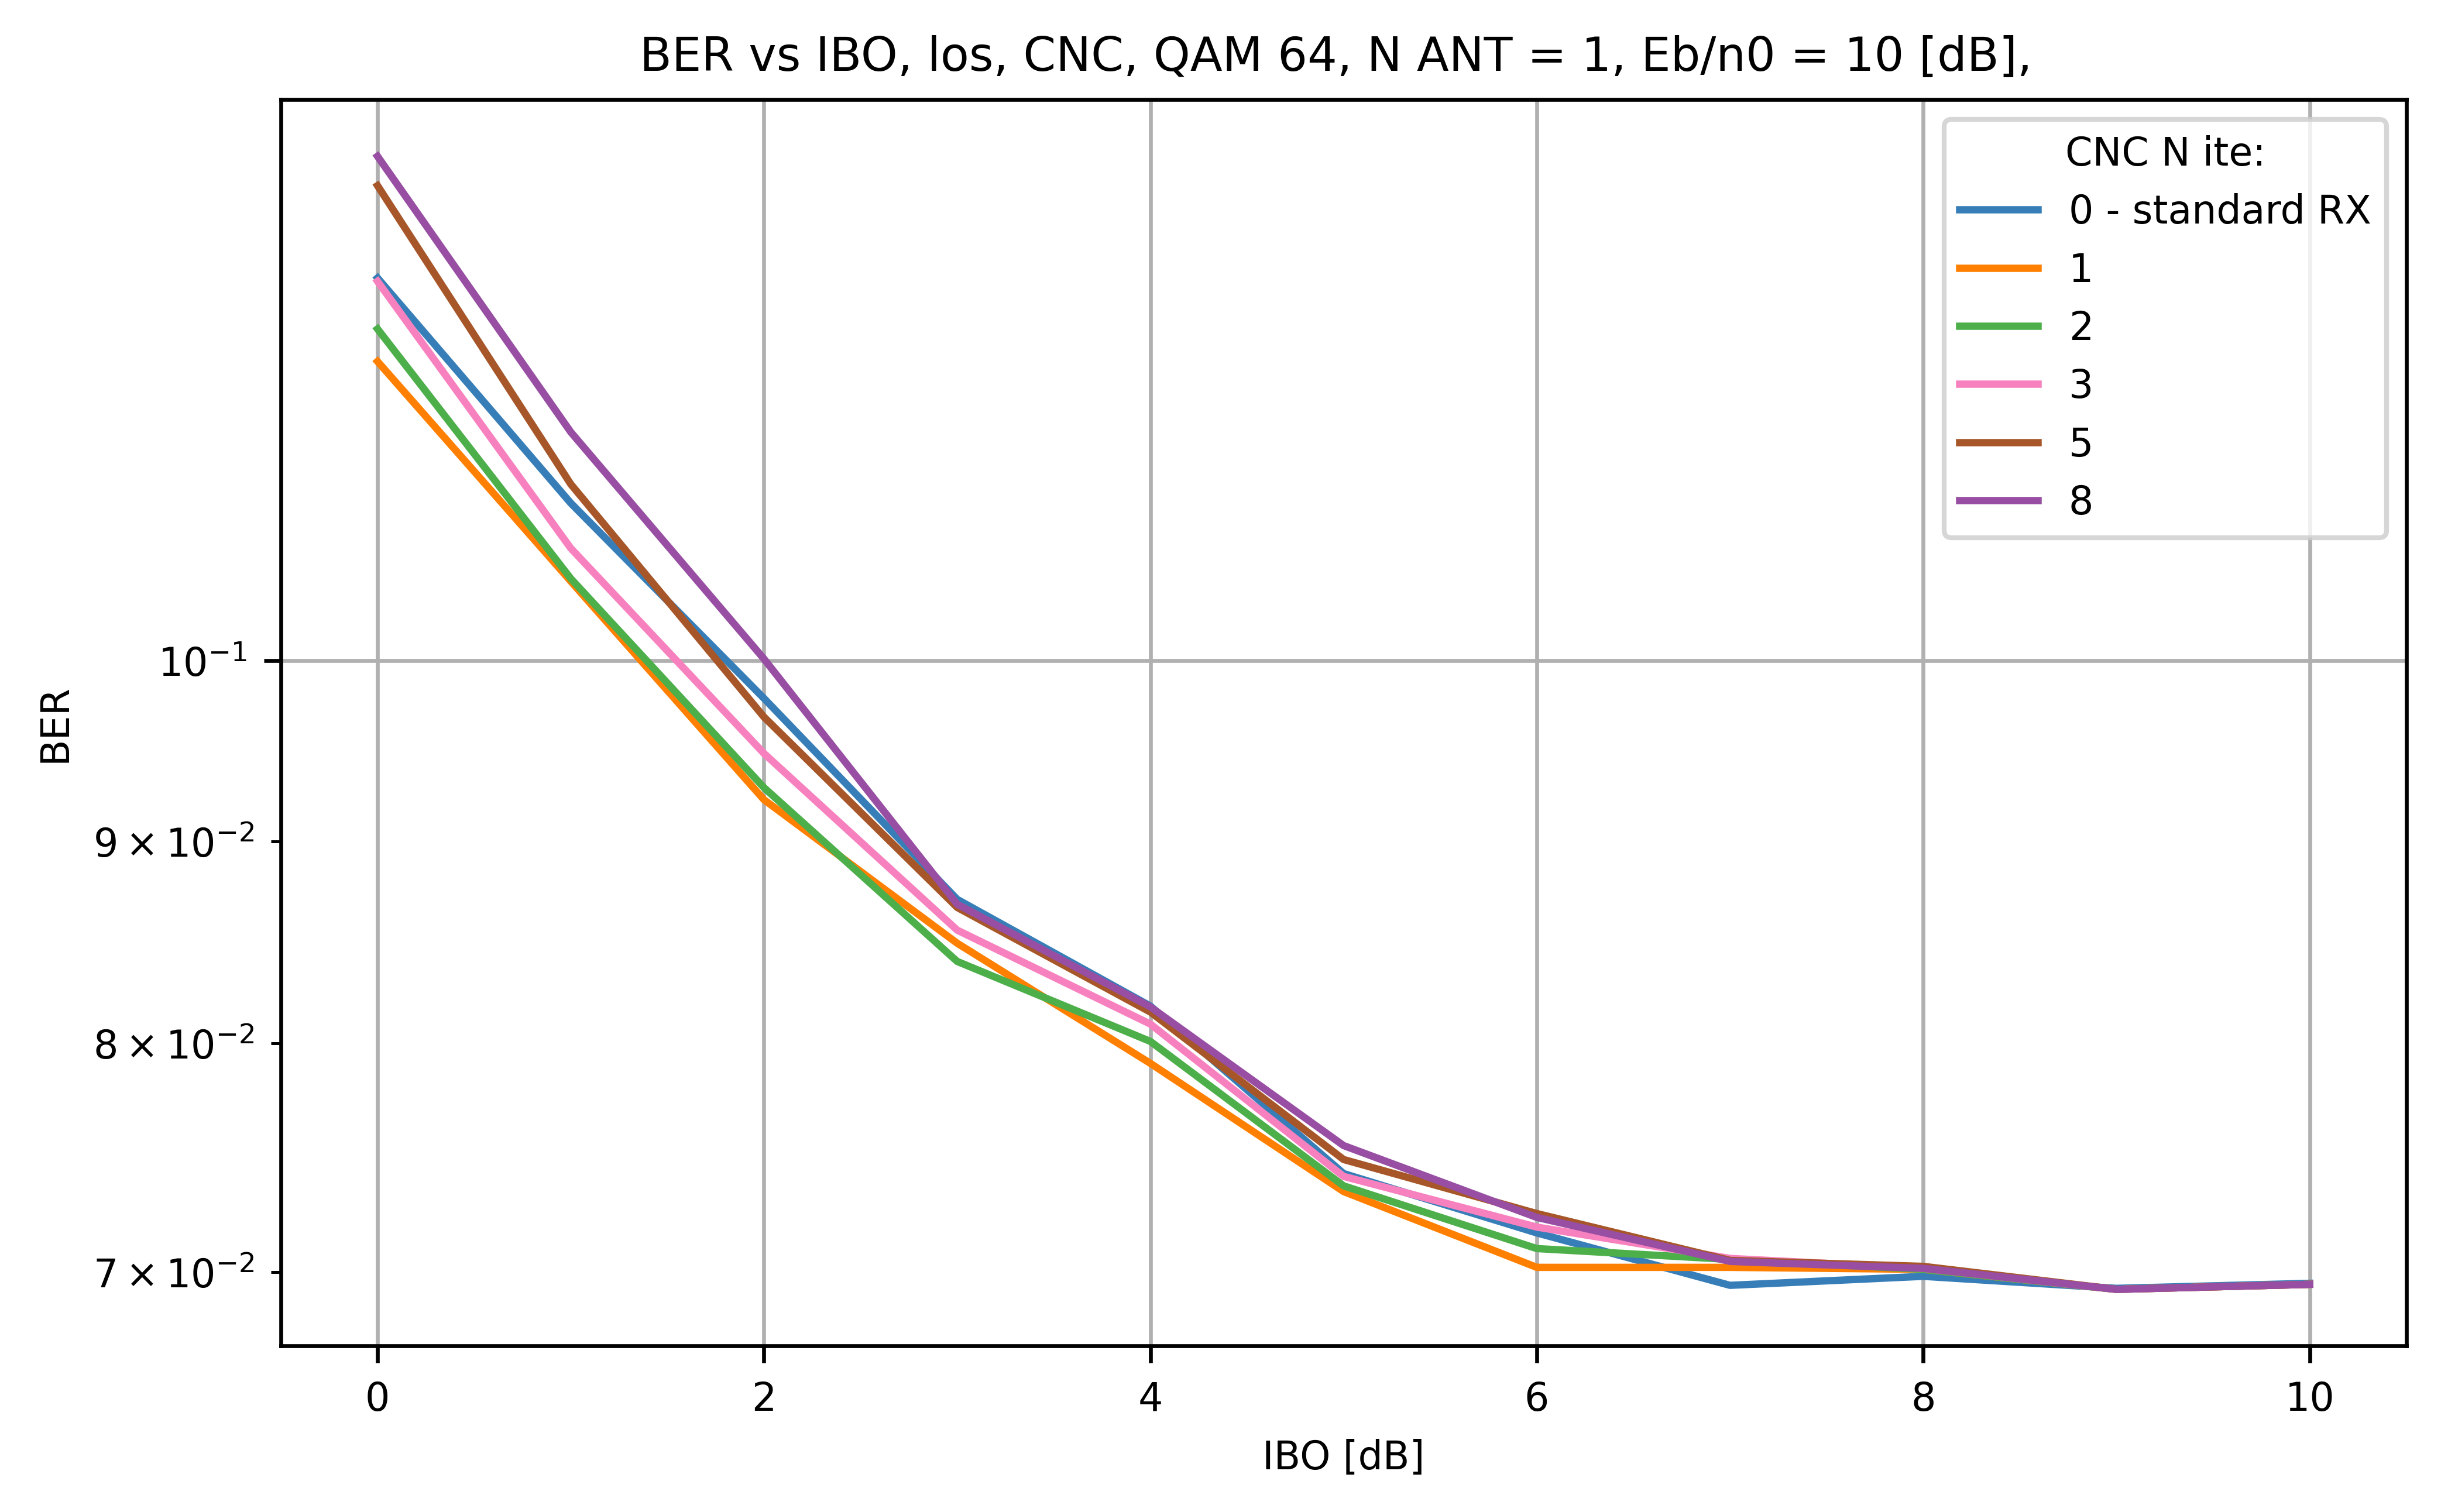 BER vs IBO, los, CNC, QAM 64, N ANT = 1, Eb/n0 = 10 [dB],
CNC N ite:
0 - standard RX
1
2
3
5
8
BER
10⁻¹
9 × 10⁻²
8 × 10⁻²
7 × 10⁻²
0 2 4 6 8 10
IBO [dB]